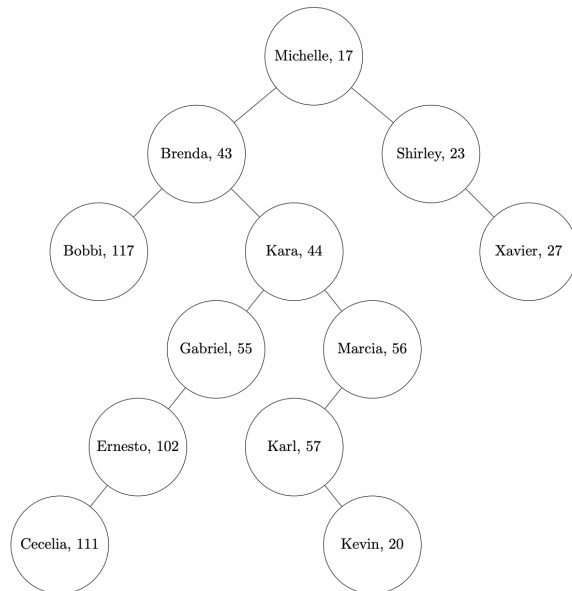 Michelle, 17
Brenda, 43
Shirley, 23
Bobbi, 117
Kara, 44
Xavier, 27
Gabriel, 55
Marcia, 56
Ernesto, 102
Karl, 57
Cecelia, 111
Kevin, 20